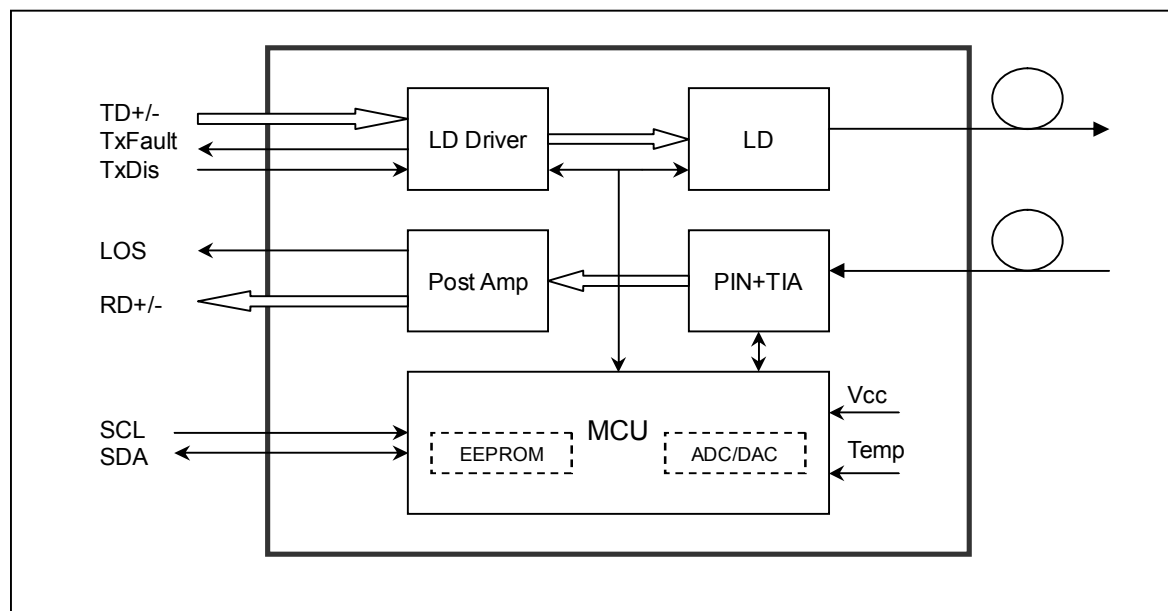 TD+/-
TxFault
TxDis
LD Driver
LD
LOS
RD+/-
Post Amp
PIN+TIA
SCL
SDA
MCU
EEPROM
ADC/DAC
Vcc
Temp